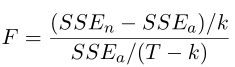 F = \frac{(SSE_n - SSE_a)/k}{SSE_a/(T - k)}